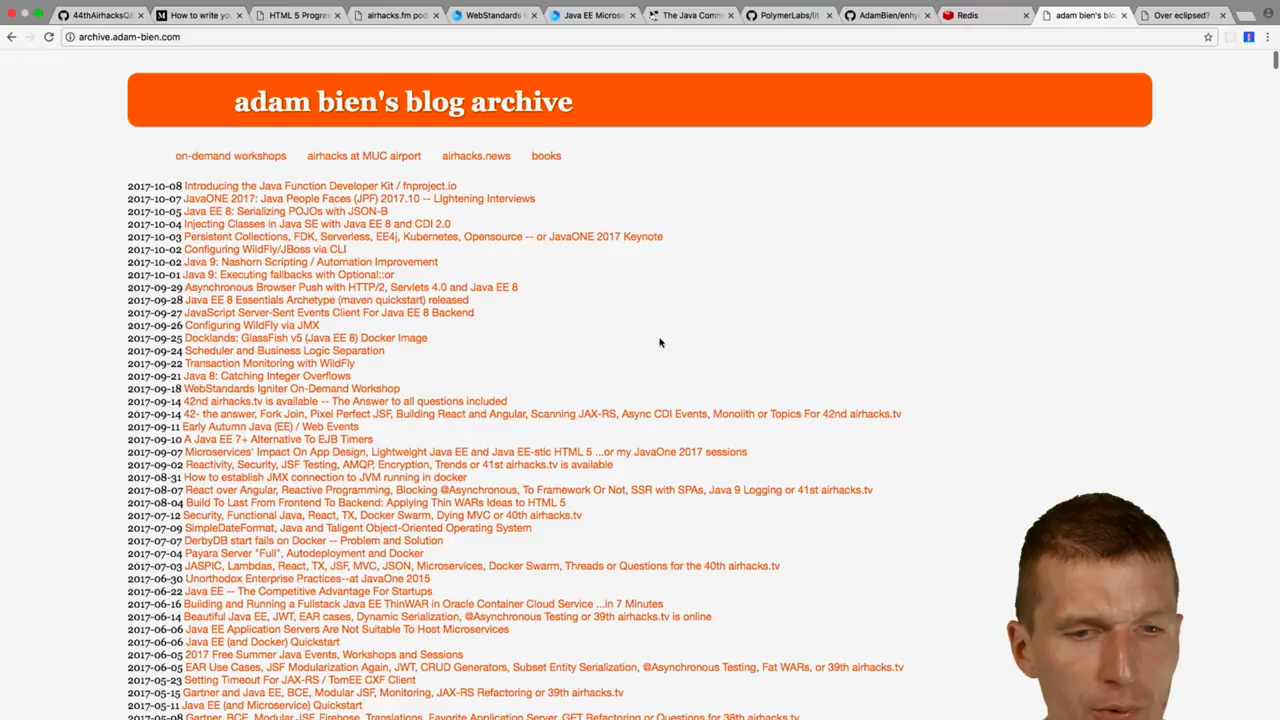 44thAirhacksQ&
How to write you
HTML 5 Progres
airhacks.fm pod
WebStandards
Java EE Micros
The Java Comm
PolymerLabs/lit
AdamBien/enhy
Redis
adam bien's blo
Over eclipsed?
archive.adam-bien.com
adam bien's blog archive
on-demand workshops airhacks at MUC airport airhacks.news books
2017-10-08 Introducing the Java Function Developer Kit / fnproject.io
2017-10-07 JavaONE 2017: Java People Faces (JPF) 2017.10 -- LIghtening Interviews
2017-10-05 Java EE 8: Serializing POJOs with JSON-B
2017-10-04 Injecting Classes in Java SE with Java EE 8 and CDI 2.0
2017-10-03 Persistent Collections, FDK, Serverless, EE4j, Kubernetes, Opensource -- or JavaONE 2017 Keynote
2017-10-02 Configuring WildFly/JBoss via CLI
2017-10-02 Java 9: Nashorn Scripting / Automation Improvement
2017-10-01 Java 9: Executing fallbacks with Optional::or
2017-09-29 Asynchronous Browser Push with HTTP/2, Servlets 4.0 and Java EE 8
2017-09-28 Java EE 8 Essentials Archetype (maven quickstart) released
2017-09-27 JavaScript Server-Sent Events Client For Java EE 8 Backend
2017-09-26 Configuring WildFly via JMX
2017-09-25 Docklands: GlassFish v5 (Java EE 8) Docker Image
2017-09-24 Scheduler and Business Logic Separation
2017-09-22 Transaction Monitoring with WildFly
2017-09-21 Java 8: Catching Integer Overflows
2017-09-18 WebStandards Igniter On-Demand Workshop
2017-09-14 42nd airhacks.tv is available -- The Answer to all questions included
2017-09-14 42- the answer, Fork Join, Pixel Perfect JSF, Building React and Angular, Scanning JAX-RS, Async CDI Events, Monolith or Topics For 42nd airhacks.tv
2017-09-11 Early Autumn Java (EE) / Web Events
2017-09-10 A Java EE 7+ Alternative To EJB Timers
2017-09-07 Microservices' Impact On App Design, Lightweight Java EE and Java EE-stic HTML 5 ...or my JavaOne 2017 sessions
2017-09-02 Reactivity, Security, JSF Testing, AMQP, Encryption, Trends or 41st airhacks.tv is available
2017-08-31 How to establish JMX connection to JVM running in docker
2017-08-07 React over Angular, Reactive Programming, Blocking @Asynchronous, To Framework Or Not, SSR with SPAs, Java 9 Logging or 41st airhacks.tv
2017-08-04 Build To Last From Frontend To Backend: Applying Thin WARs Ideas to HTML 5
2017-07-12 Security, Functional Java, React, TX, Docker Swarm, Dying MVC or 40th airhacks.tv
2017-07-09 SimpleDateFormat, Java and Taligent Object-Oriented Operating System
2017-07-07 DerbyDB start fails on Docker -- Problem and Solution
2017-07-04 Payara Server "Full", Autodeployment and Docker
2017-07-03 JASPIC, Lambdas, React, TX, JSF, MVC, JSON, Microservices, Docker Swarm, Threads or Questions for the 40th airhacks.tv
2017-06-30 Unorthodox Enterprise Practices--at JavaOne 2015
2017-06-22 Java EE -- The Competitive Advantage For Startups
2017-06-16 Building and Running a Fullstack Java EE ThinWAR in Oracle Container Cloud Service ...in 7 Minutes
2017-06-14 Beautiful Java EE, JWT, EAR cases, Dynamic Serialization, @Asynchronous Testing or 39th airhacks.tv is online
2017-06-06 Java EE Application Servers Are Not Suitable To Host Microservices
2017-06-06 Java EE (and Docker) Quickstart
2017-06-05 2017 Free Summer Java Events, Workshops and Sessions
2017-06-05 EAR Use Cases, JSF Modularization Again, JWT, CRUD Generators, Subset Entity Serialization, @Asynchronous Testing, Fat WARs, or 39th airhacks.tv
2017-05-23 Setting Timeout For JAX-RS / TomEE CXF Client
2017-05-15 Gartner and Java EE, BCE, Modular JSF, Monitoring, JAX-RS Refactoring or 39th airhacks.tv
2017-05-11 Java EE (and Microservice) Quickstart
2017-05-08 Gartner, BCE, Modular JSF, Firehose, Translations, Favorite Application Server, GET Refactoring or Questions for 38th airhacks.tv